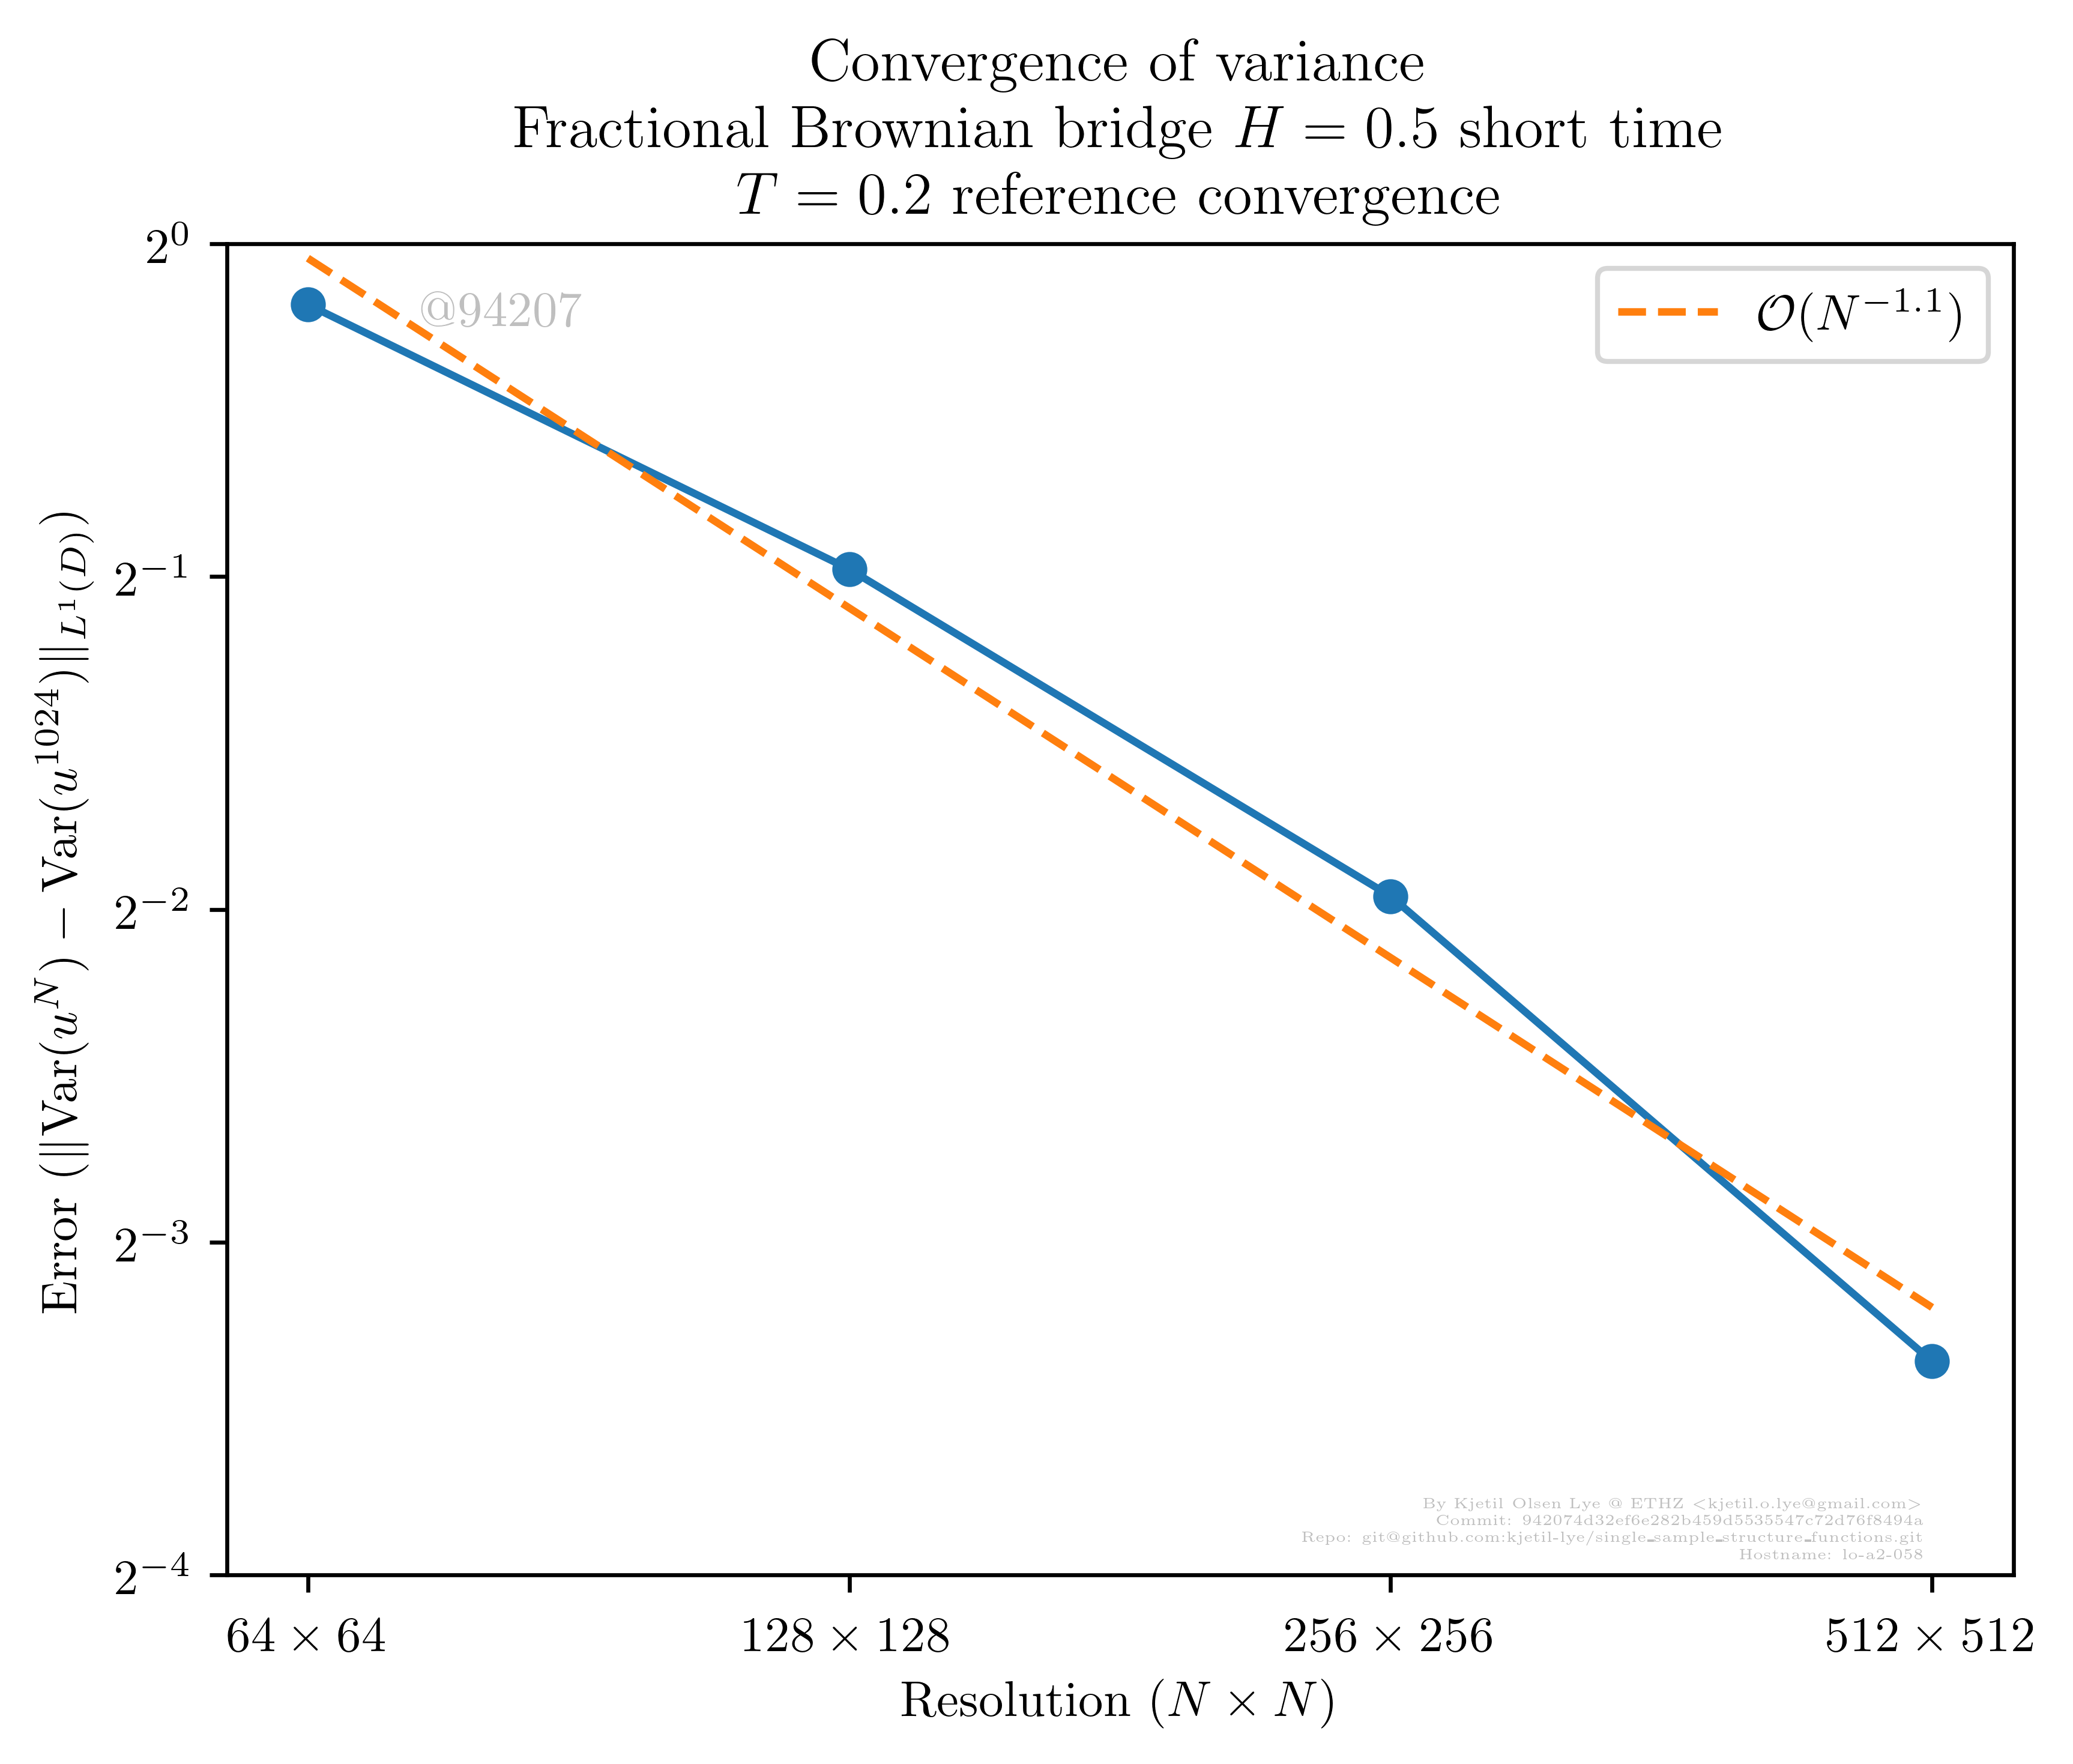 Convergence of variance
Fractional Brownian bridge H = 0.5 short time
T = 0.2 reference convergence
2^0
2^{-1}
2^{-2}
2^{-3}
2^{-4}
Error (‖Var(u^N) − Var(u^{1024})‖_{L^1(D)})
@94207
𝒪(N^{-1.1})
By Kjetil Olsen Lye @ ETHZ <kjetil.o.lye@gmail.com>
Commit: 942074d32ef6e282b459d5535547c72d76f8494a
Repo: git@github.com:kjetil-lye/single_sample_structure_functions.git
Hostname: lo-a2-058
64 × 64
128 × 128
256 × 256
512 × 512
Resolution (N × N)